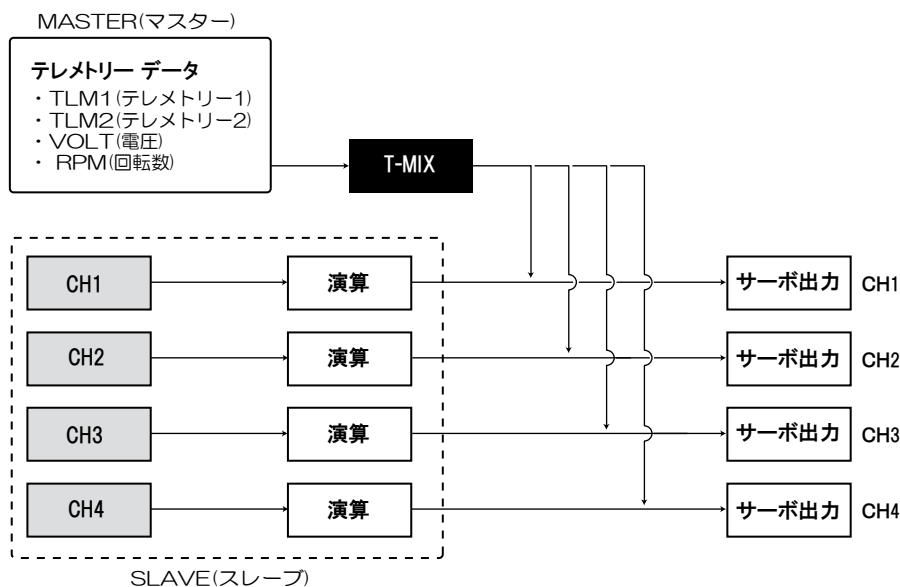 MASTER(マスター)
テレメトリー データ
・TLM1(テレメトリー1)
・TLM2(テレメトリー2)
・VOLT(電圧)
・ RPM(回転数)
T-MIX
CH1 演算 サーボ出力 CH1
CH2 演算 サーボ出力 CH2
CH3 演算 サーボ出力 CH3
CH4 演算 サーボ出力 CH4
SLAVE(スレーブ)